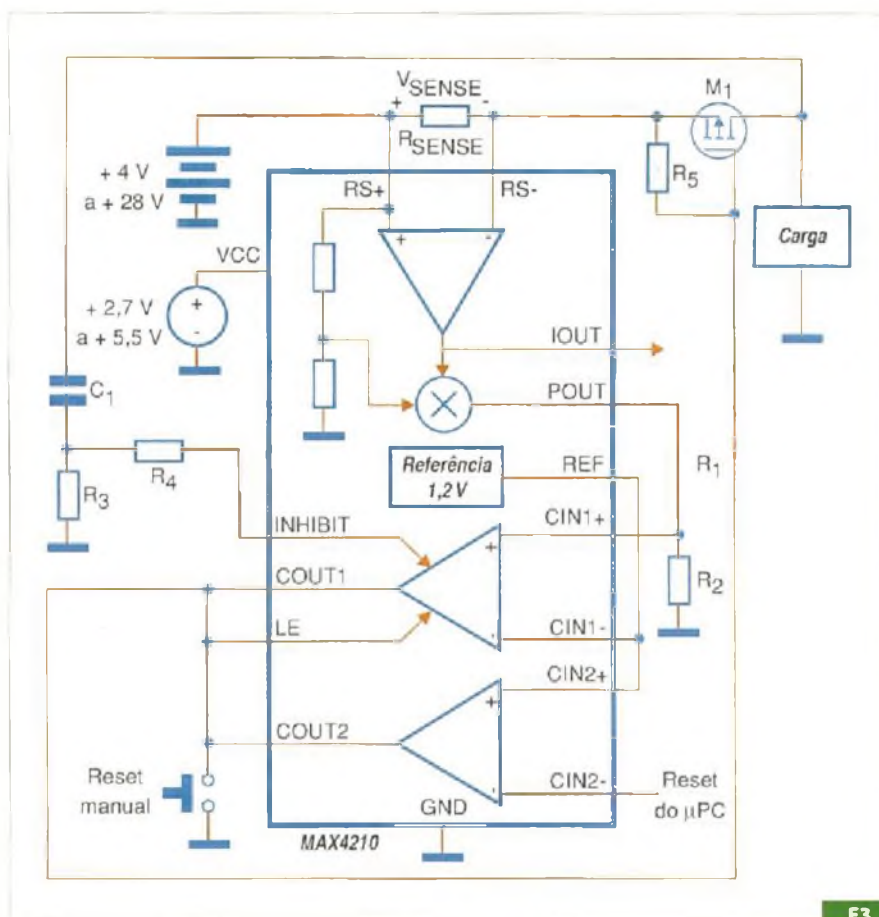 VSENSE
+ -
RSENSE
M1
+ 4 V
a + 28 V
RS+
RS-
R5
Carga
VCC
+ 2,7 V
a + 5,5 V
+
-
+
-
IOUT
POUT
C1
R4
R3
Referência
1,2 V
REF
R1
INHIBIT
CIN1+
+
COUT1
R2
LE
CIN1-
-
CIN2+
+
COUT2
Reset
manual
CIN2-
-
Reset
do µPC
GND
MAX4210
F3